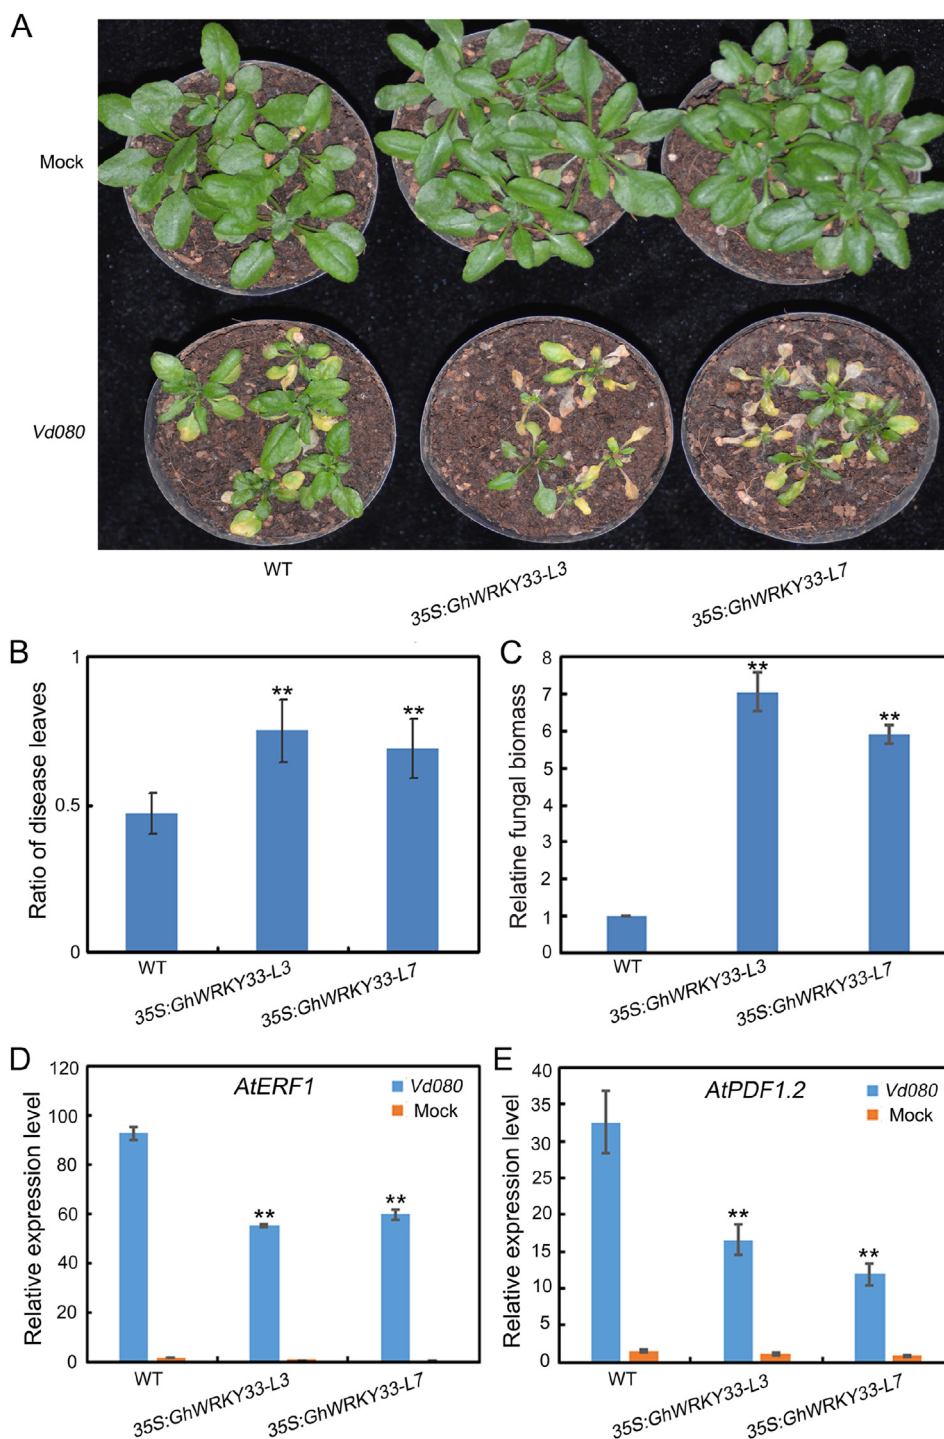 A
Mock
Vd080
WT
35S:GhWRKY33-L3
35S:GhWRKY33-L7
B
Ratio of disease leaves
1
0.5
0
**
**
WT
35S:GhWRKY33-L3
35S:GhWRKY33-L7
C
Relatine fungal biomass
8
7
6
5
4
3
2
1
0
**
**
WT
35S:GhWRKY33-L3
35S:GhWRKY33-L7
D
Relative expression level
120
100
80
60
40
20
0
AtERF1
Vd080
Mock
**
**
WT
35S:GhWRKY33-L3
35S:GhWRKY33-L7
E
Relative expression level
40
35
30
25
20
15
10
5
0
AtPDF1.2
Vd080
Mock
**
**
WT
35S:GhWRKY33-L3
35S:GhWRKY33-L7